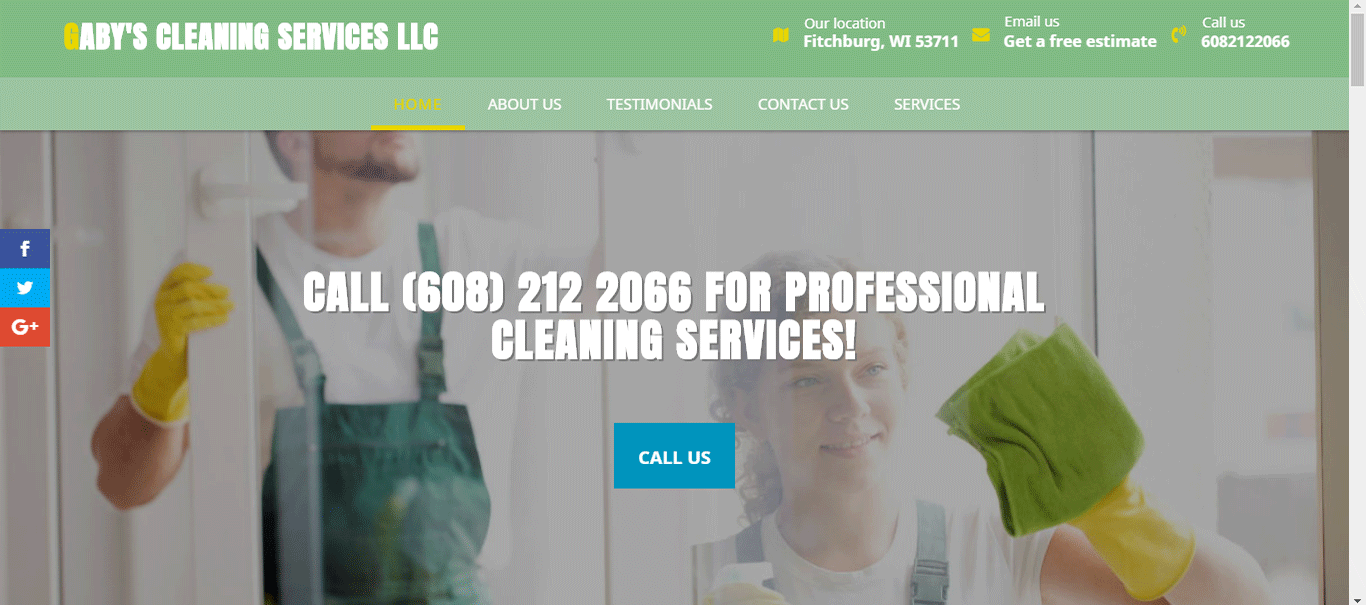 GABY'S CLEANING SERVICES LLC
Our location
Fitchburg, WI 53711
Email us
Get a free estimate
Call us
6082122066
HOME
ABOUT US
TESTIMONIALS
CONTACT US
SERVICES
CALL (608) 212 2066 FOR PROFESSIONAL
CLEANING SERVICES!
CALL US
f
G+